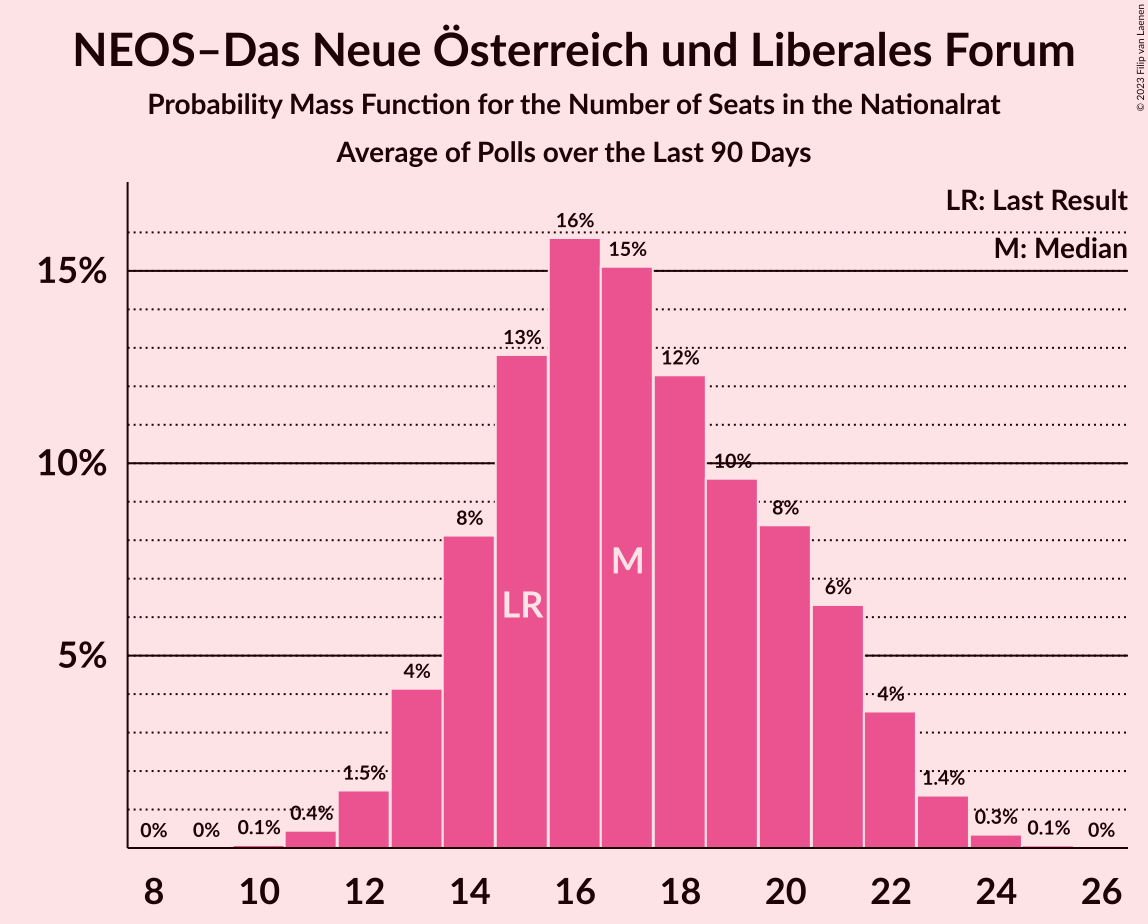 NEOS–Das Neue Österreich und Liberales Forum
Probability Mass Function for the Number of Seats in the Nationalrat
Average of Polls over the Last 90 Days
© 2023 Filip van Laenen
LR: Last Result
M: Median
15%
10%
5%
0%
0%
0.1%
0.4%
1.5%
4%
8%
13%
16%
15%
12%
10%
8%
6%
4%
1.4%
0.3%
0.1%
0%
LR
M
8 10 12 14 16 18 20 22 24 26